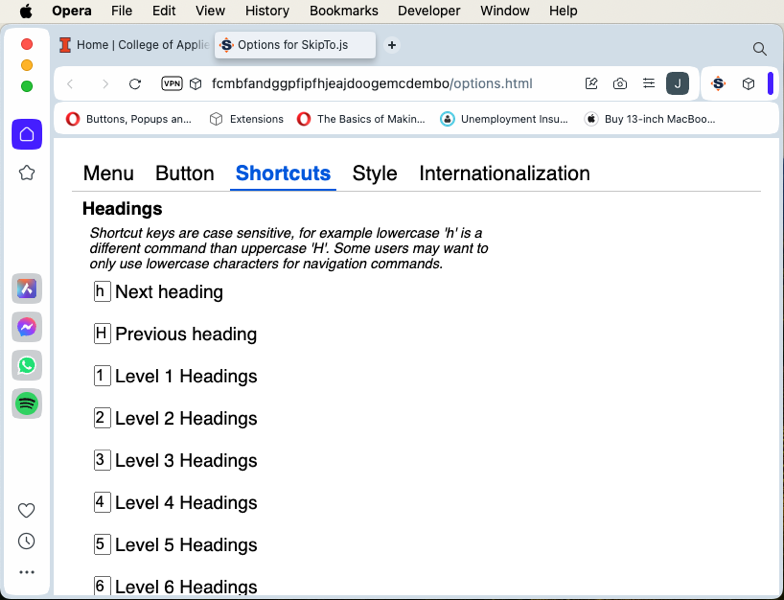 Opera File Edit View History Bookmarks Developer Window Help
Home | College of Applie
Options for SkipTo.js
VPN
fcmbfandggpfipfhjeajdoogemcdembo/options.html
J
S
Buttons, Popups an...
Extensions
The Basics of Makin...
Unemployment Insu...
Buy 13-inch MacBoo...
Menu Button Shortcuts Style Internationalization
Headings
Shortcut keys are case sensitive, for example lowercase 'h' is a
different command than uppercase 'H'. Some users may want to
only use lowercase characters for navigation commands.
h Next heading
H Previous heading
1 Level 1 Headings
2 Level 2 Headings
3 Level 3 Headings
4 Level 4 Headings
5 Level 5 Headings
6 Level 6 Headings